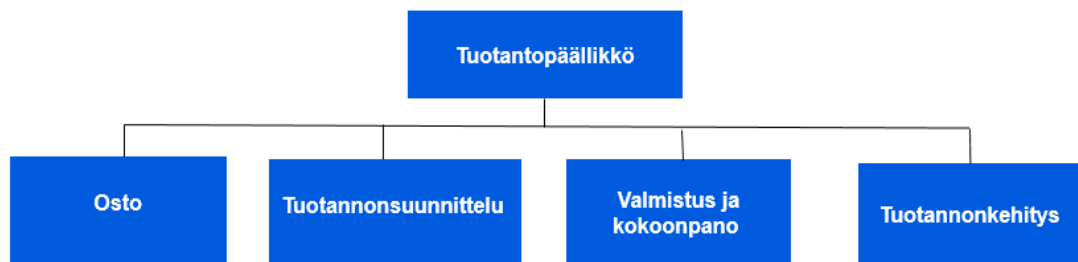 Tuotantopäällikkö
Osto
Tuotannonsuunnittelu
Valmistus ja
kokoonpano
Tuotannonkehitys